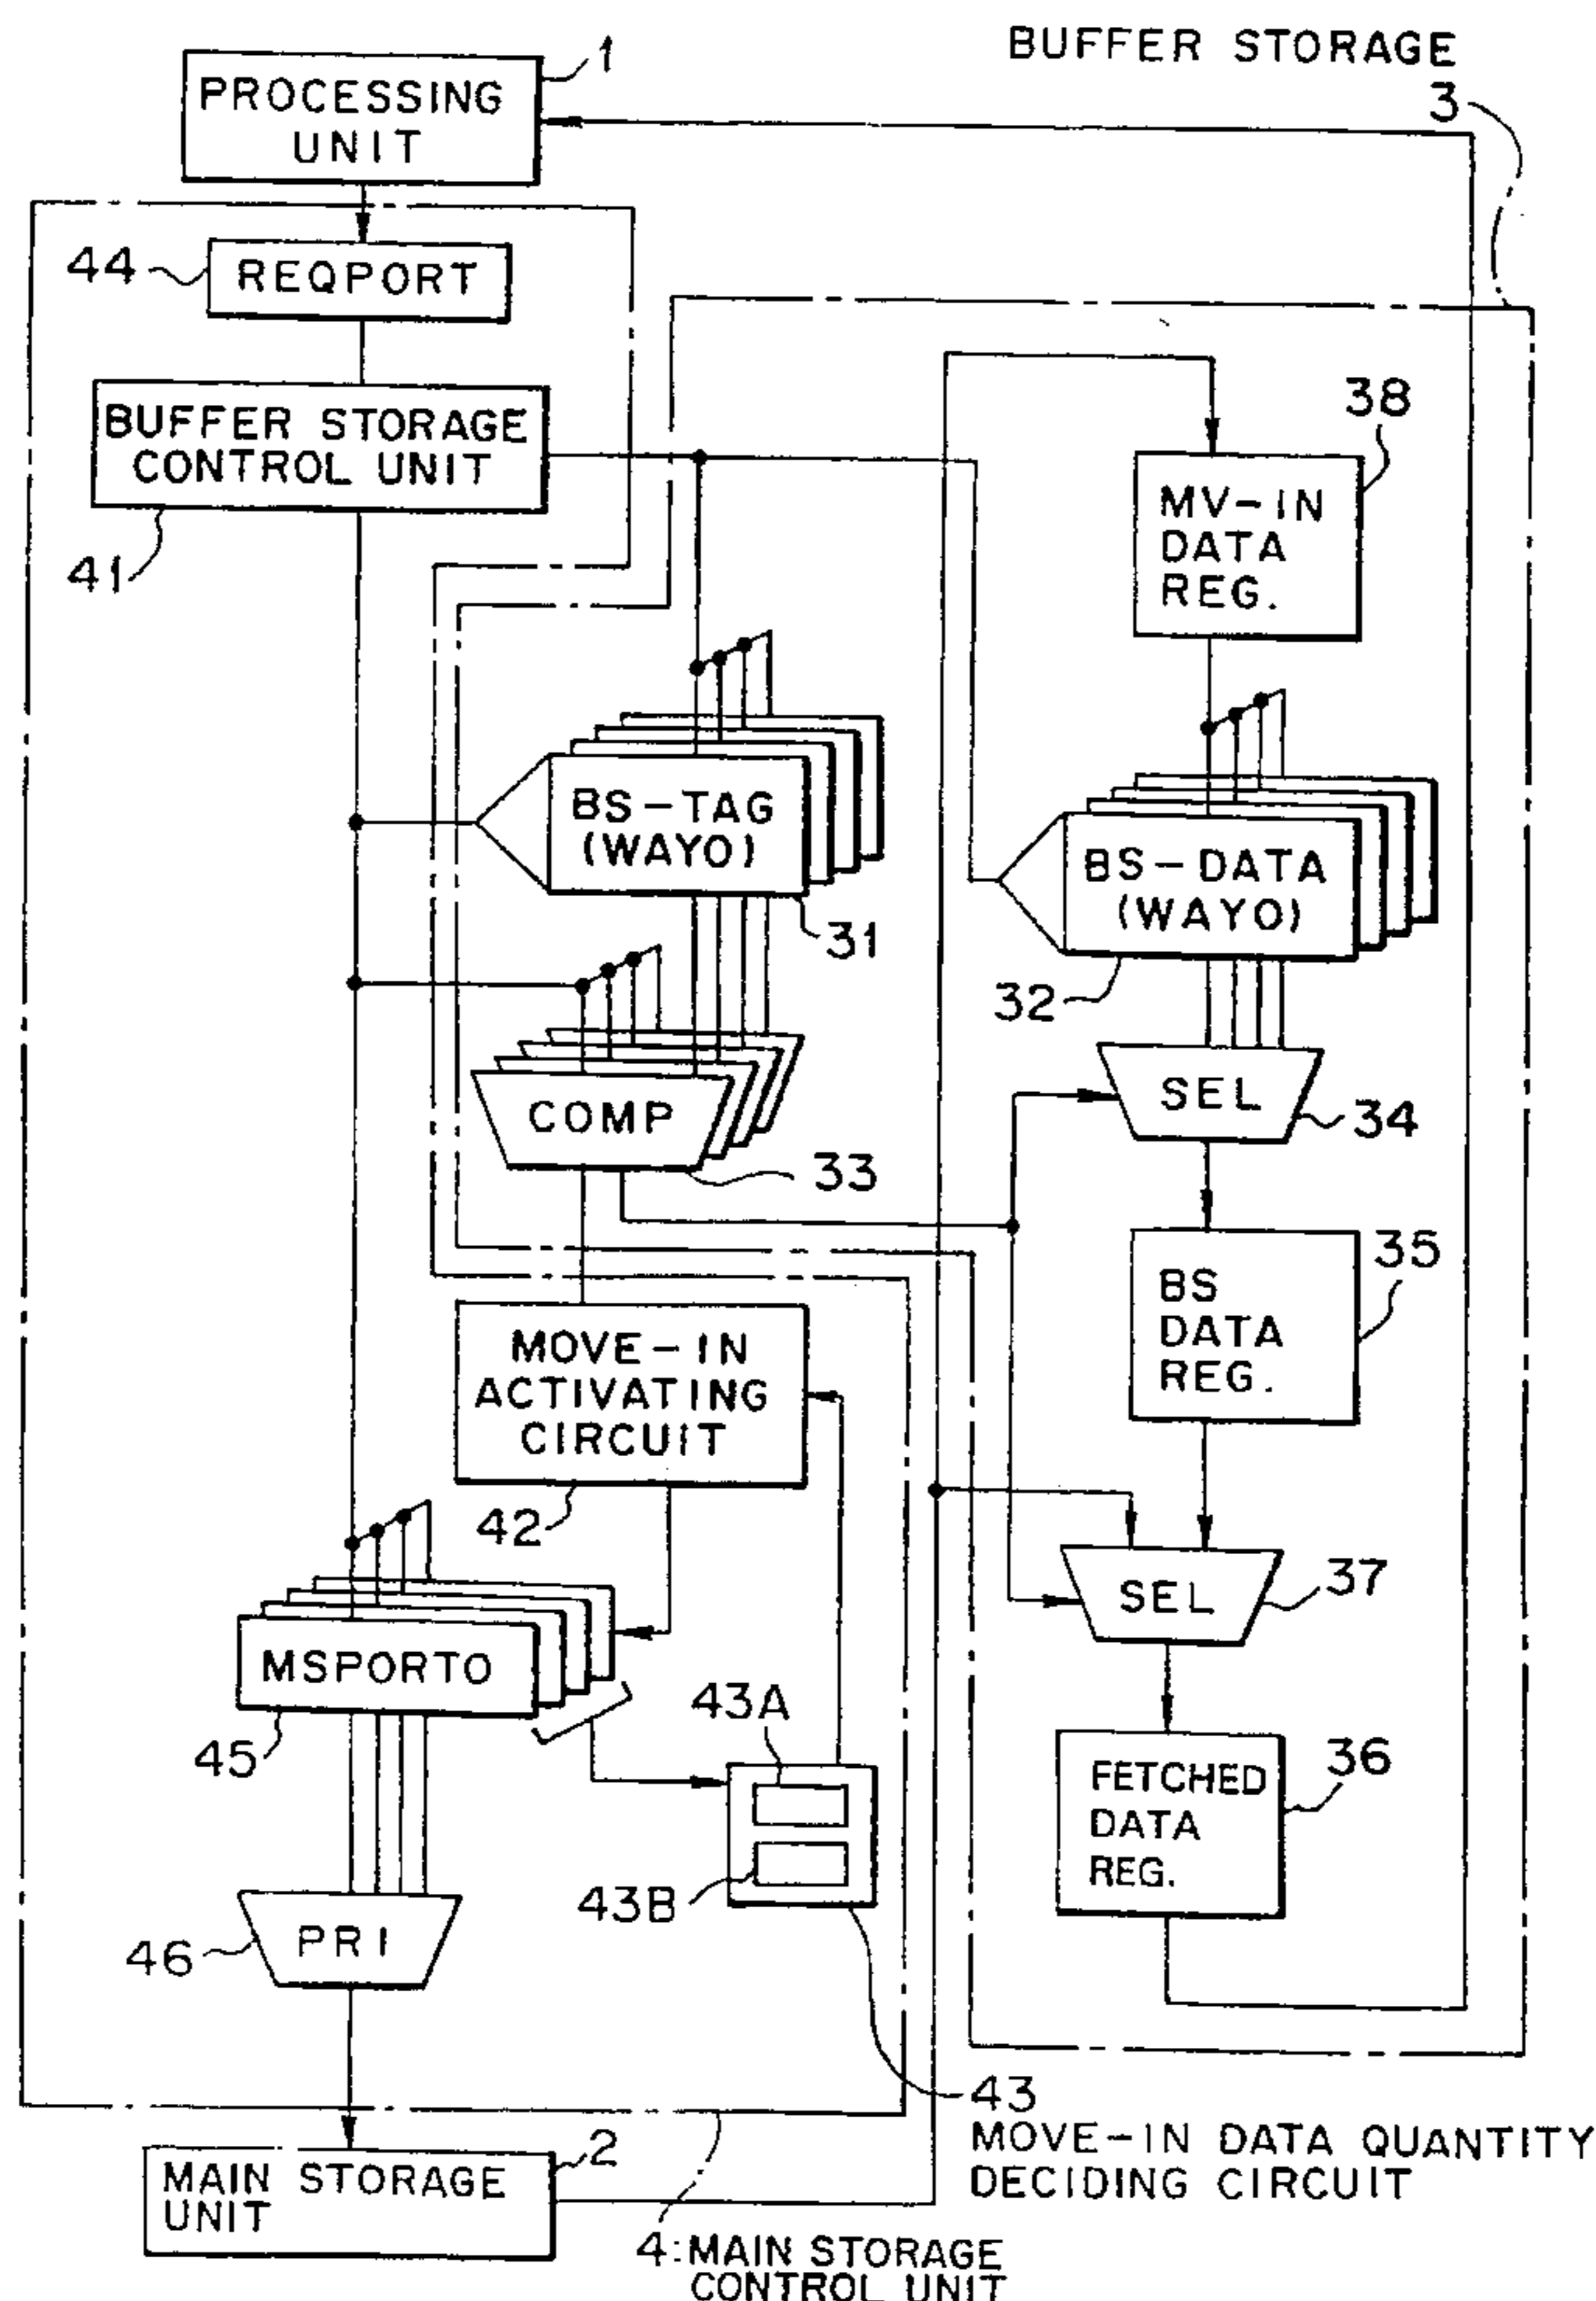 BUFFER STORAGE
3
1
PROCESSING
UNIT
44
REQPORT
BUFFER STORAGE
CONTROL UNIT
41
38
MV-IN
DATA
REG.
BS-TAG
(WAYO)
31
BS-DATA
(WAYO)
32
COMP
33
SEL
34
35
BS
DATA
REG.
MOVE-IN
ACTIVATING
CIRCUIT
42
SEL
37
MSPORTO
45
43A
43B
36
FETCHED
DATA
REG.
46
PRI
43
MOVE-IN DATA QUANTITY
DECIDING CIRCUIT
2
MAIN STORAGE
UNIT
4:MAIN STORAGE
CONTROL UNIT